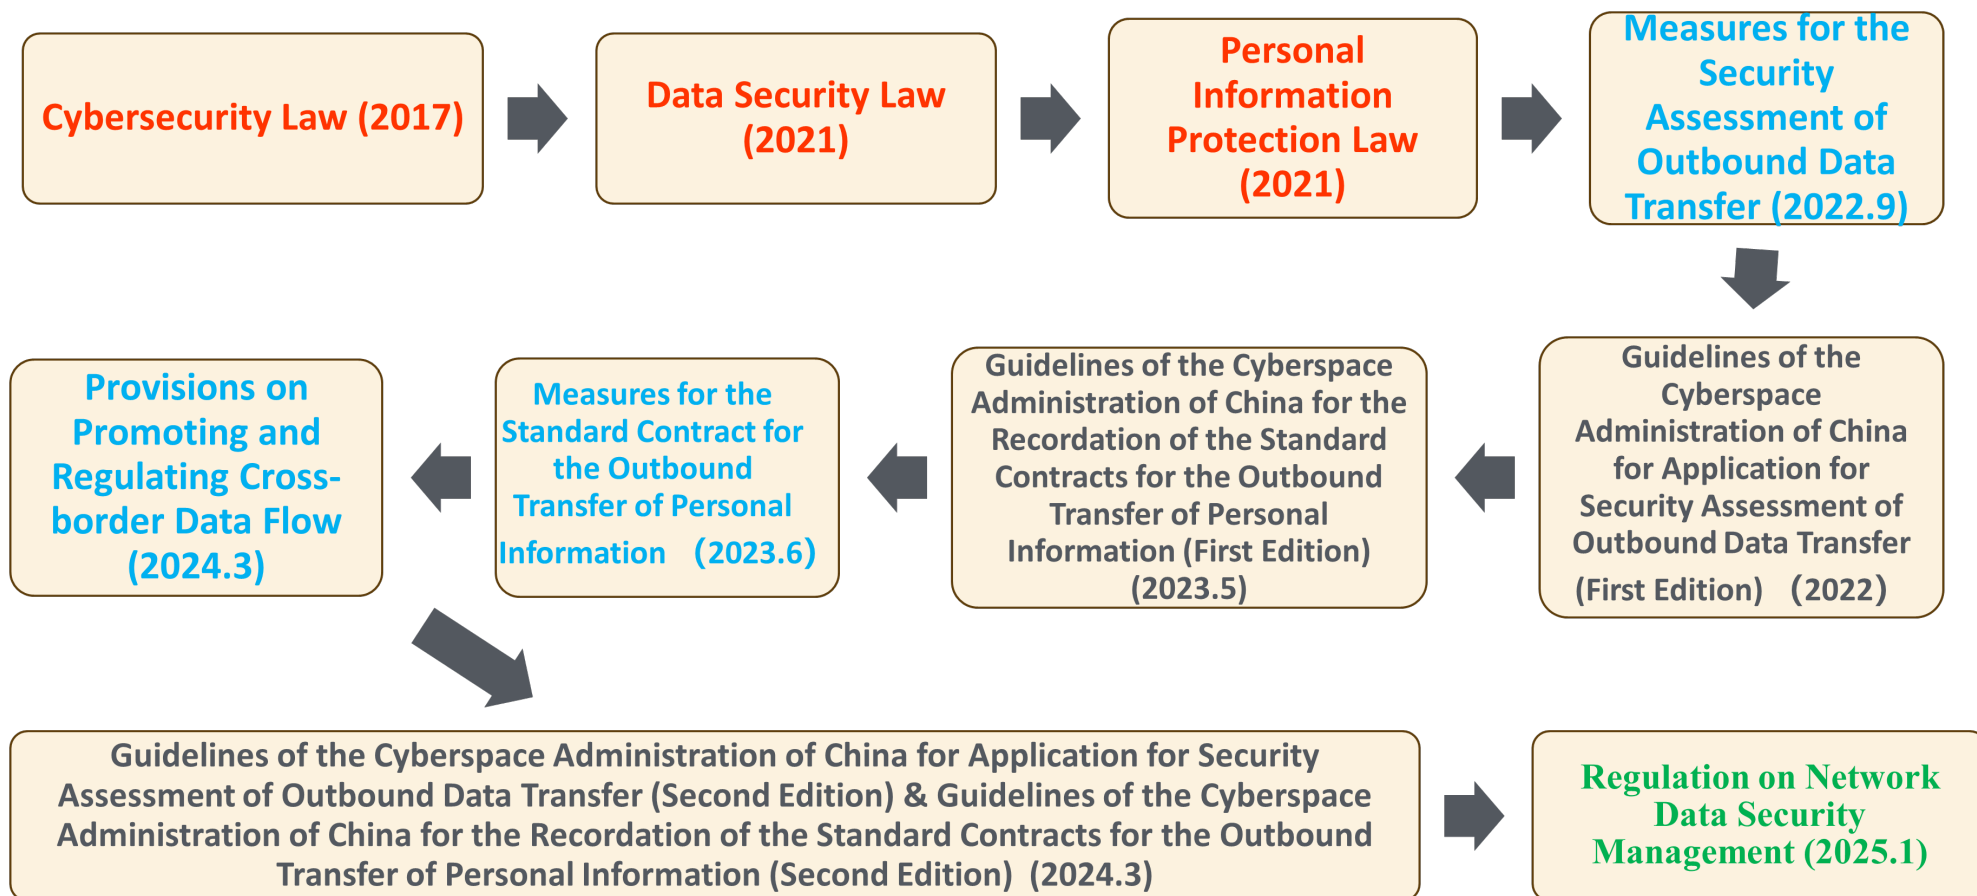 Cybersecurity Law (2017)
Data Security Law
(2021)
Personal
Information
Protection Law
(2021)
Measures for the
Security
Assessment of
Outbound Data
Transfer (2022.9)
Guidelines of the
Cyberspace
Administration of China
for Application for
Security Assessment of
Outbound Data Transfer
(First Edition) (2022)
Guidelines of the Cyberspace
Administration of China for the
Recordation of the Standard
Contracts for the Outbound
Transfer of Personal
Information (First Edition)
(2023.5)
Measures for the
Standard Contract for
the Outbound
Transfer of Personal
Information (2023.6)
Provisions on
Promoting and
Regulating Cross-
border Data Flow
(2024.3)
Guidelines of the Cyberspace Administration of China for Application for Security
Assessment of Outbound Data Transfer (Second Edition) & Guidelines of the Cyberspace
Administration of China for the Recordation of the Standard Contracts for the Outbound
Transfer of Personal Information (Second Edition) (2024.3)
Regulation on Network
Data Security
Management (2025.1)